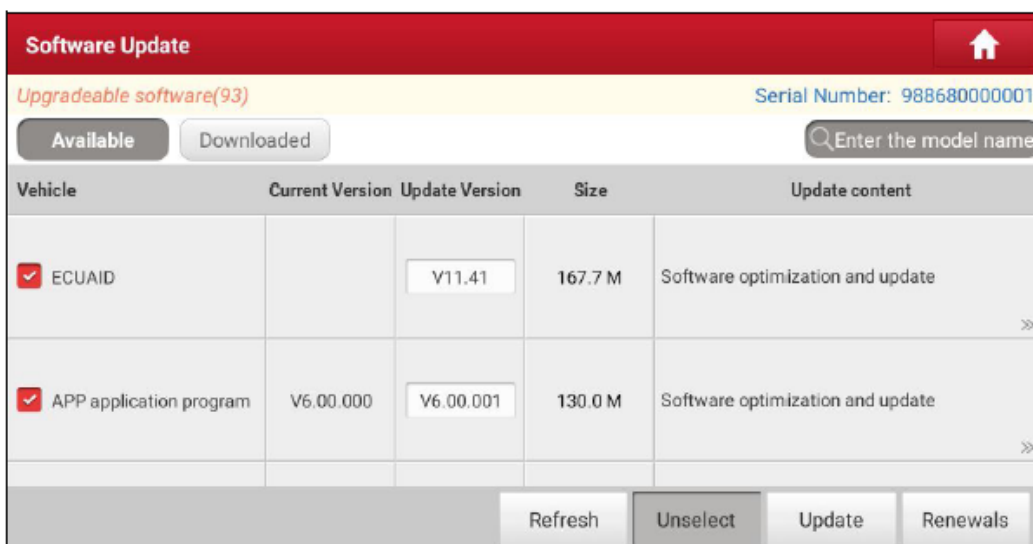 Software Update
Upgradeable software(93) Serial Number: 988680000001
Available Downloaded Enter the model name
Vehicle Current Version Update Version Size Update content
ECUAID V11.41 167.7 M Software optimization and update
APP application program V6.00.000 V6.00.001 130.0 M Software optimization and update
Refresh Unselect Update Renewals